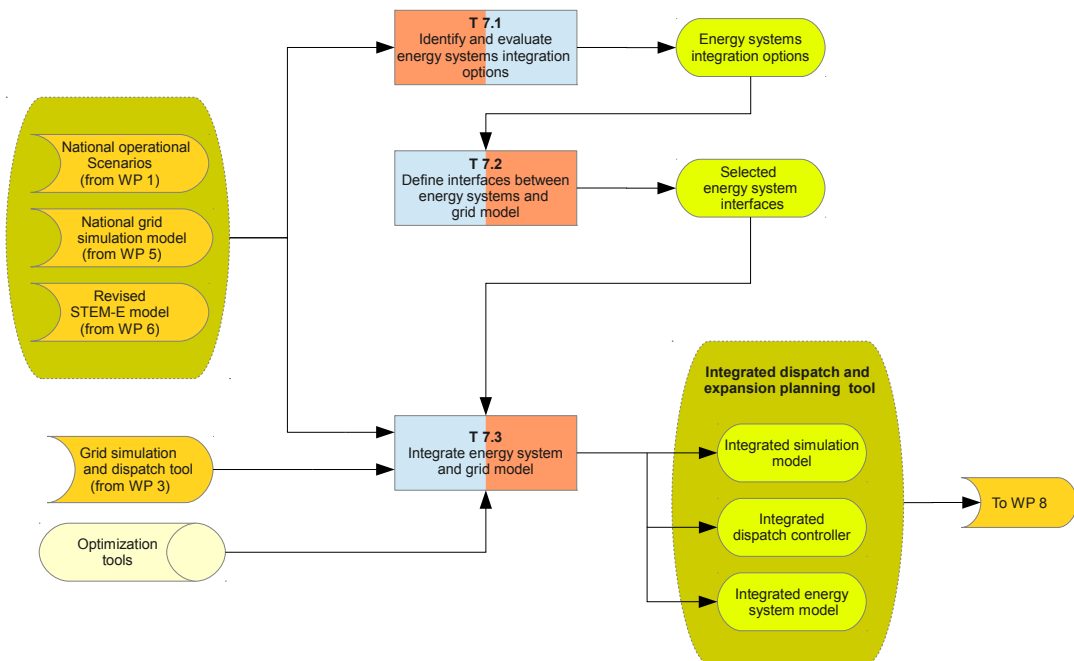 T 7.1
Identify and evaluate
energy systems integration
options
Energy systems
integration options
National operational
Scenarios
(from WP 1)
National grid
simulation model
(from WP 5)
Revised
STEM-E model
(from WP 6)
T 7.2
Define interfaces between
energy systems and
grid model
Selected
energy system
interfaces
Grid simulation
and dispatch tool
(from WP 3)
Optimization
tools
T 7.3
Integrate energy system
and grid model
Integrated dispatch and
expansion planning tool
Integrated simulation
model
Integrated
dispatch controller
Integrated energy
system model
To WP 8